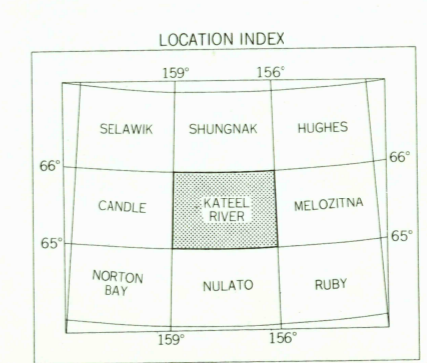 LOCATION INDEX
159° 156°
SELAWIK SHUNGNAK HUGHES
66° 66°
CANDLE KATEEL RIVER MELOZITNA
65° 65°
NORTON BAY NULATO RUBY
159° 156°